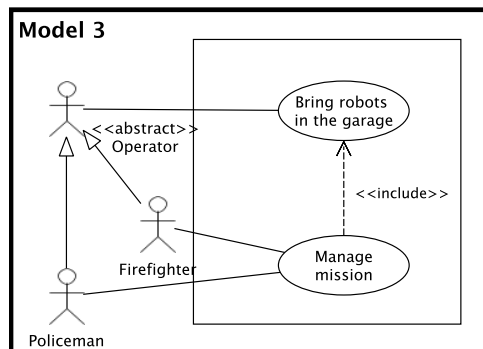 Model 3
Bring robots
in the garage
<<abstract>>
Operator
<<include>>
Firefighter
Manage
mission
Policeman